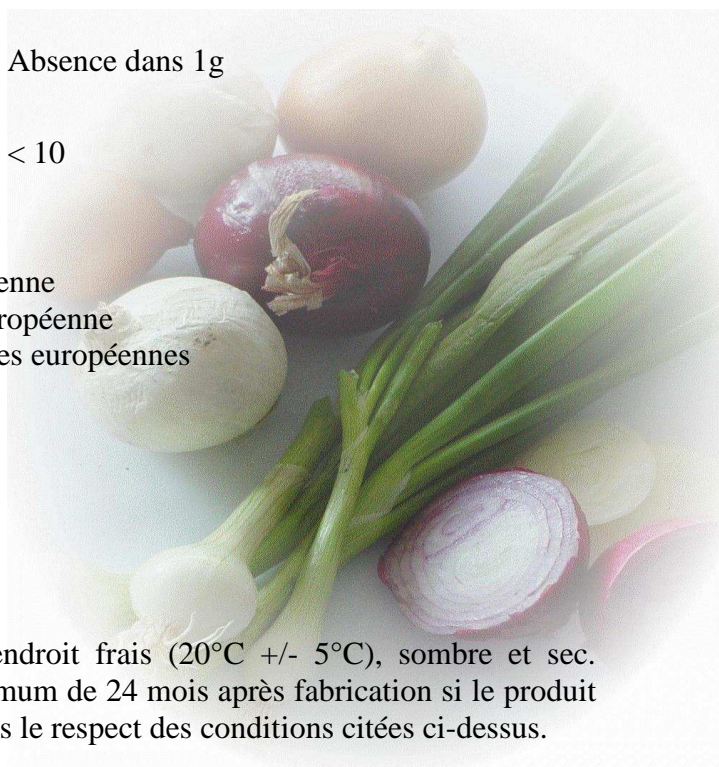 Absence dans 1g
< 10
enne
ropéenne
es européennes
endroit frais (20°C +/- 5°C), sombre et sec.
mum de 24 mois après fabrication si le produit
s le respect des conditions citées ci-dessus.